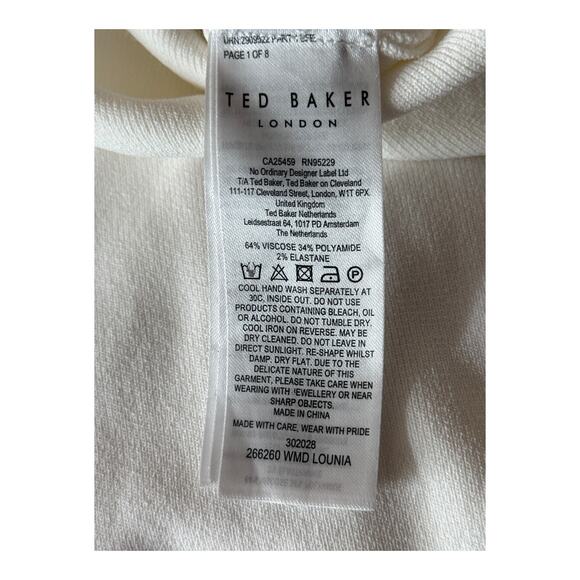 URN:2909522 PART
PAGE 1 OF 8
TED BAKER
LONDON
CA25459 RN95229
No Ordinary Designer Label Ltd
T/A Ted Baker, Ted Baker on Cleveland
111-117 Cleveland Street, London, W1T 6PX.
United Kingdom
Ted Baker Netherlands
Leidsestraat 64, 1017 PD Amsterdam
The Netherlands
64% VISCOSE 34% POLYAMIDE
2% ELASTANE
COOL HAND WASH SEPARATELY AT
30C, INSIDE OUT. DO NOT USE
PRODUCTS CONTAINING BLEACH, OIL
OR ALCOHOL. DO NOT TUMBLE DRY.
COOL IRON ON REVERSE. MAY BE
DRY CLEANED. DO NOT LEAVE IN
DIRECT SUNLIGHT. RE-SHAPE WHILST
DAMP. DRY FLAT. DUE TO THE
DELICATE NATURE OF THIS
GARMENT, PLEASE TAKE CARE WHEN
WEARING WITH JEWELLERY OR NEAR
SHARP OBJECTS.
MADE IN CHINA
MADE WITH CARE, WEAR WITH PRIDE
302028
266260 WMD LOUNIA